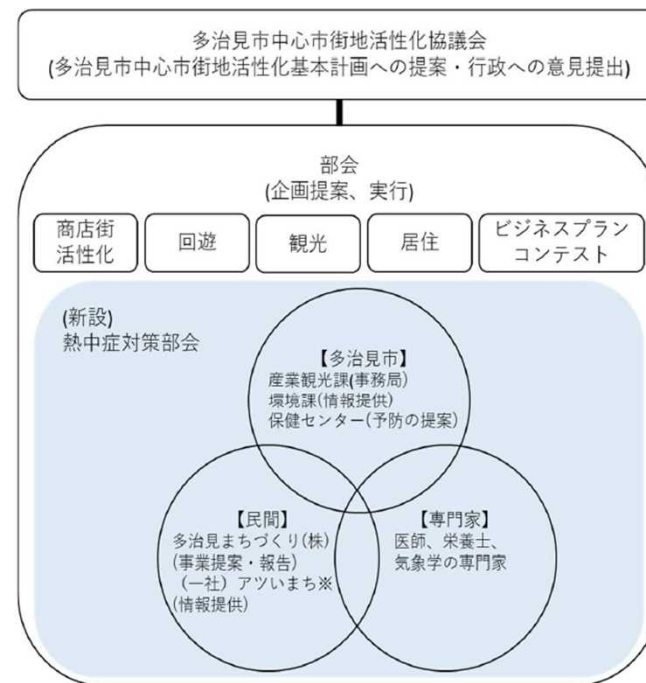 多治見市中心市街地活性化協議会
(多治見市中心市街地活性化基本計画への提案・行政への意見提出)
部会
(企画提案、実行)
商店街
活性化
回遊
観光
居住
ビジネスプラン
コンテスト
(新設)
熱中症対策部会
【多治見市】
産業観光課(事務局)
環境課(情報提供)
保健センター(予防の提案)
【民間】
多治見まちづくり(株)
(事業提案・報告)
(一社)アツいまち※
(情報提供)
【専門家】
医師、栄養士、
気象学の専門家